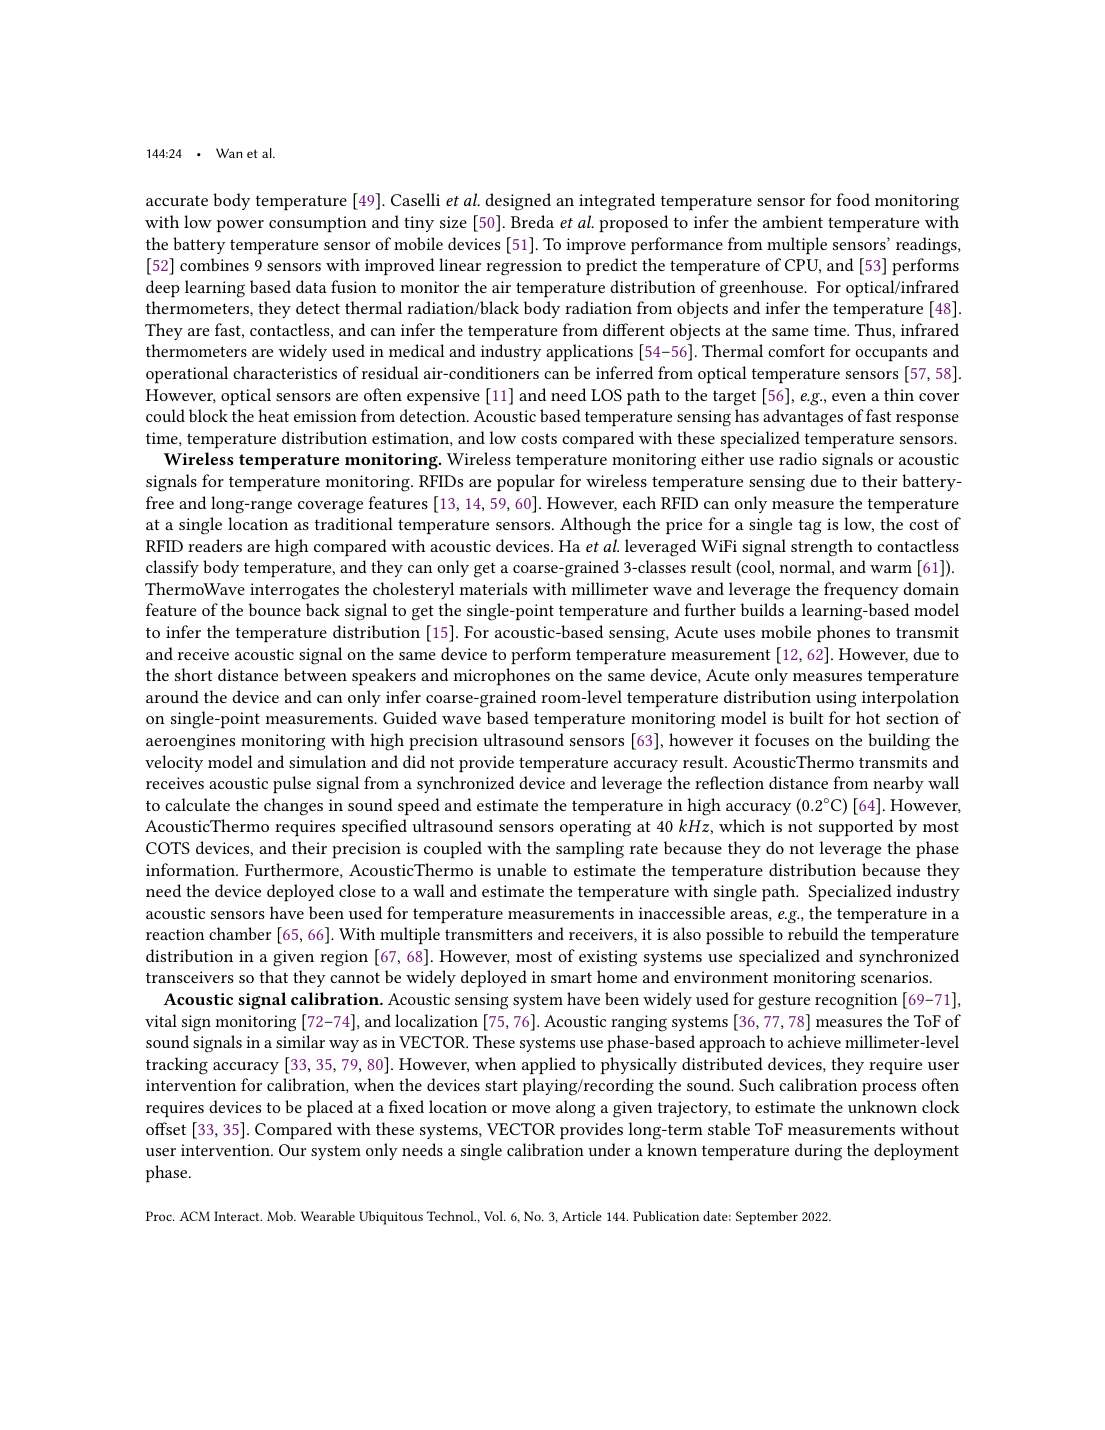 144:24 • Wan et al.
accurate body temperature [49]. Caselli et al. designed an integrated temperature sensor for food monitoring
with low power consumption and tiny size [50]. Breda et al. proposed to infer the ambient temperature with
the battery temperature sensor of mobile devices [51]. To improve performance from multiple sensors' readings,
[52] combines 9 sensors with improved linear regression to predict the temperature of CPU, and [53] performs
deep learning based data fusion to monitor the air temperature distribution of greenhouse. For optical/infrared
thermometers, they detect thermal radiation/black body radiation from objects and infer the temperature [48].
They are fast, contactless, and can infer the temperature from different objects at the same time. Thus, infrared
thermometers are widely used in medical and industry applications [54–56]. Thermal comfort for occupants and
operational characteristics of residual air-conditioners can be inferred from optical temperature sensors [57, 58].
However, optical sensors are often expensive [11] and need LOS path to the target [56], e.g., even a thin cover
could block the heat emission from detection. Acoustic based temperature sensing has advantages of fast response
time, temperature distribution estimation, and low costs compared with these specialized temperature sensors.
Wireless temperature monitoring. Wireless temperature monitoring either use radio signals or acoustic
signals for temperature monitoring. RFIDs are popular for wireless temperature sensing due to their battery-
free and long-range coverage features [13, 14, 59, 60]. However, each RFID can only measure the temperature
at a single location as traditional temperature sensors. Although the price for a single tag is low, the cost of
RFID readers are high compared with acoustic devices. Ha et al. leveraged WiFi signal strength to contactless
classify body temperature, and they can only get a coarse-grained 3-classes result (cool, normal, and warm [61]).
ThermoWave interrogates the cholesteryl materials with millimeter wave and leverage the frequency domain
feature of the bounce back signal to get the single-point temperature and further builds a learning-based model
to infer the temperature distribution [15]. For acoustic-based sensing, Acute uses mobile phones to transmit
and receive acoustic signal on the same device to perform temperature measurement [12, 62]. However, due to
the short distance between speakers and microphones on the same device, Acute only measures temperature
around the device and can only infer coarse-grained room-level temperature distribution using interpolation
on single-point measurements. Guided wave based temperature monitoring model is built for hot section of
aeroengines monitoring with high precision ultrasound sensors [63], however it focuses on the building the
velocity model and simulation and did not provide temperature accuracy result. AcousticThermo transmits and
receives acoustic pulse signal from a synchronized device and leverage the reflection distance from nearby wall
to calculate the changes in sound speed and estimate the temperature in high accuracy (0.2°C) [64]. However,
AcousticThermo requires specified ultrasound sensors operating at 40 kHz, which is not supported by most
COTS devices, and their precision is coupled with the sampling rate because they do not leverage the phase
information. Furthermore, AcousticThermo is unable to estimate the temperature distribution because they
need the device deployed close to a wall and estimate the temperature with single path. Specialized industry
acoustic sensors have been used for temperature measurements in inaccessible areas, e.g., the temperature in a
reaction chamber [65, 66]. With multiple transmitters and receivers, it is also possible to rebuild the temperature
distribution in a given region [67, 68]. However, most of existing systems use specialized and synchronized
transceivers so that they cannot be widely deployed in smart home and environment monitoring scenarios.
Acoustic signal calibration. Acoustic sensing system have been widely used for gesture recognition [69–71],
vital sign monitoring [72–74], and localization [75, 76]. Acoustic ranging systems [36, 77, 78] measures the ToF of
sound signals in a similar way as in VECTOR. These systems use phase-based approach to achieve millimeter-level
tracking accuracy [33, 35, 79, 80]. However, when applied to physically distributed devices, they require user
intervention for calibration, when the devices start playing/recording the sound. Such calibration process often
requires devices to be placed at a fixed location or move along a given trajectory, to estimate the unknown clock
offset [33, 35]. Compared with these systems, VECTOR provides long-term stable ToF measurements without
user intervention. Our system only needs a single calibration under a known temperature during the deployment
phase.
Proc. ACM Interact. Mob. Wearable Ubiquitous Technol., Vol. 6, No. 3, Article 144. Publication date: September 2022.